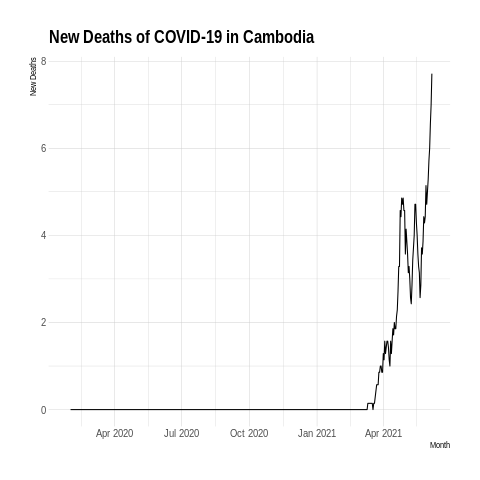 New Deaths of COVID-19 in Cambodia
New Deaths
8
6
4
2
0
Apr 2020 Jul 2020 Oct 2020 Jan 2021 Apr 2021
Month